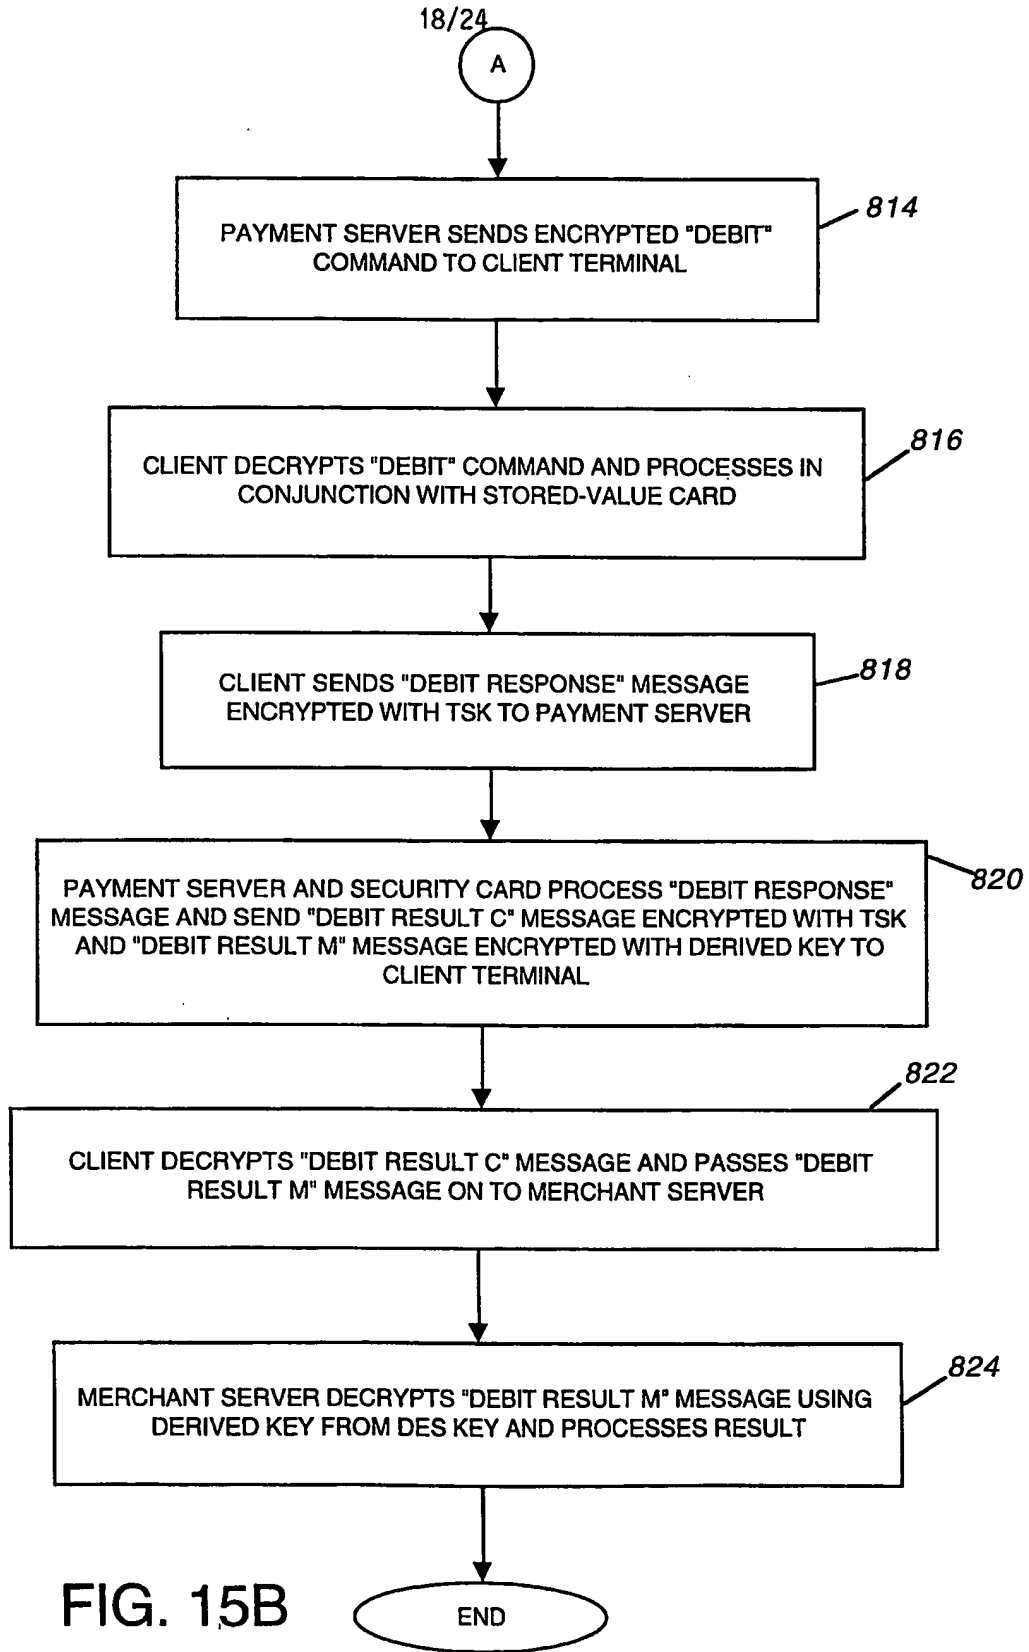 18/24
A
PAYMENT SERVER SENDS ENCRYPTED "DEBIT"
COMMAND TO CLIENT TERMINAL
814
CLIENT DECRYPTS "DEBIT" COMMAND AND PROCESSES IN
CONJUNCTION WITH STORED-VALUE CARD
816
CLIENT SENDS "DEBIT RESPONSE" MESSAGE
ENCRYPTED WITH TSK TO PAYMENT SERVER
818
PAYMENT SERVER AND SECURITY CARD PROCESS "DEBIT RESPONSE"
MESSAGE AND SEND "DEBIT RESULT C" MESSAGE ENCRYPTED WITH TSK
AND "DEBIT RESULT M" MESSAGE ENCRYPTED WITH DERIVED KEY TO
CLIENT TERMINAL
820
822
CLIENT DECRYPTS "DEBIT RESULT C" MESSAGE AND PASSES "DEBIT
RESULT M" MESSAGE ON TO MERCHANT SERVER
824
MERCHANT SERVER DECRYPTS "DEBIT RESULT M" MESSAGE USING
DERIVED KEY FROM DES KEY AND PROCESSES RESULT
FIG. 15B
END